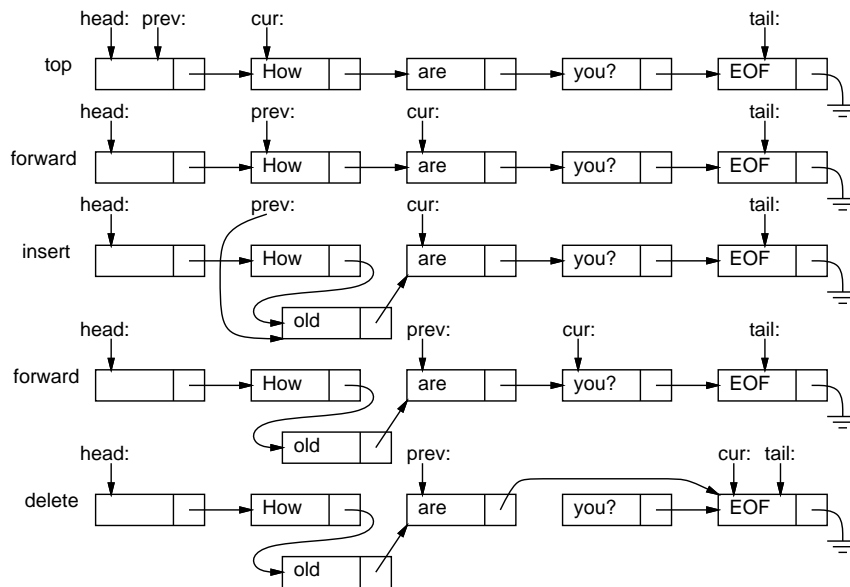 head: prev: cur: tail:
top How are you? EOF
head: prev: cur: tail:
forward How are you? EOF
head: prev: cur: tail:
insert How are you? EOF
old
head: prev: cur: tail:
forward How are you? EOF
old
head: prev: cur: tail:
delete How are you? EOF
old